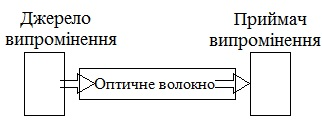 Джерело
випромінення
Приймач
випромінення
Оптичне волокно